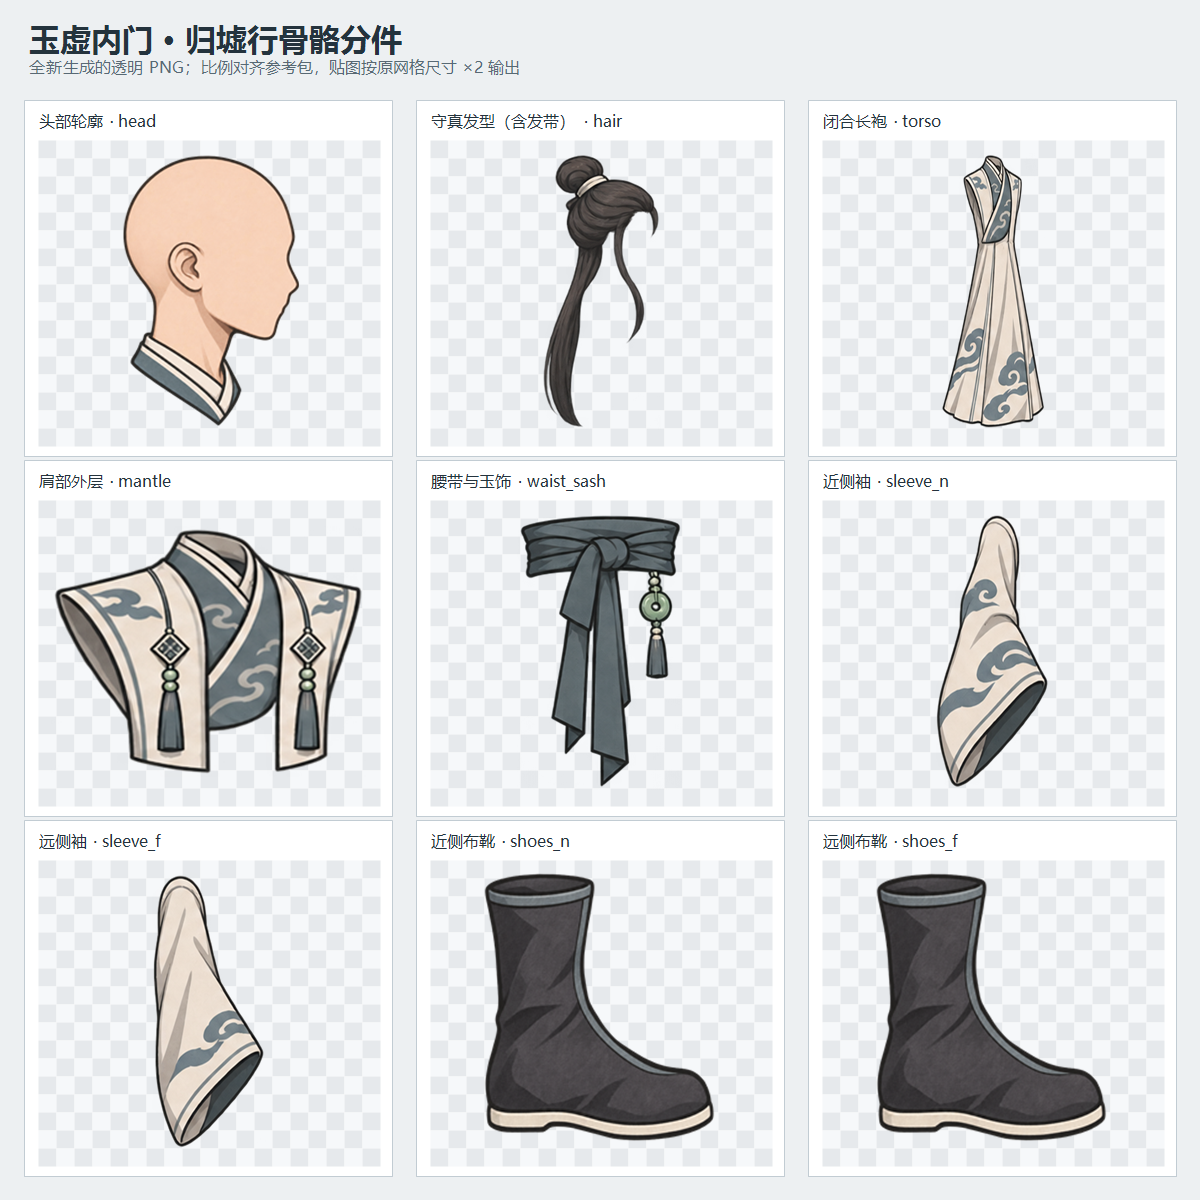 玉虚内门 • 归墟行骨骼分件
全新生成的透明 PNG；比例对齐参考包，贴图按原网格尺寸 ×2 输出
头部轮廓 · head
守真发型（含发带） · hair
闭合长袍 · torso
肩部外层 · mantle
腰带与玉饰 · waist_sash
近侧袖 · sleeve_n
远侧袖 · sleeve_f
近侧布靴 · shoes_n
远侧布靴 · shoes_f